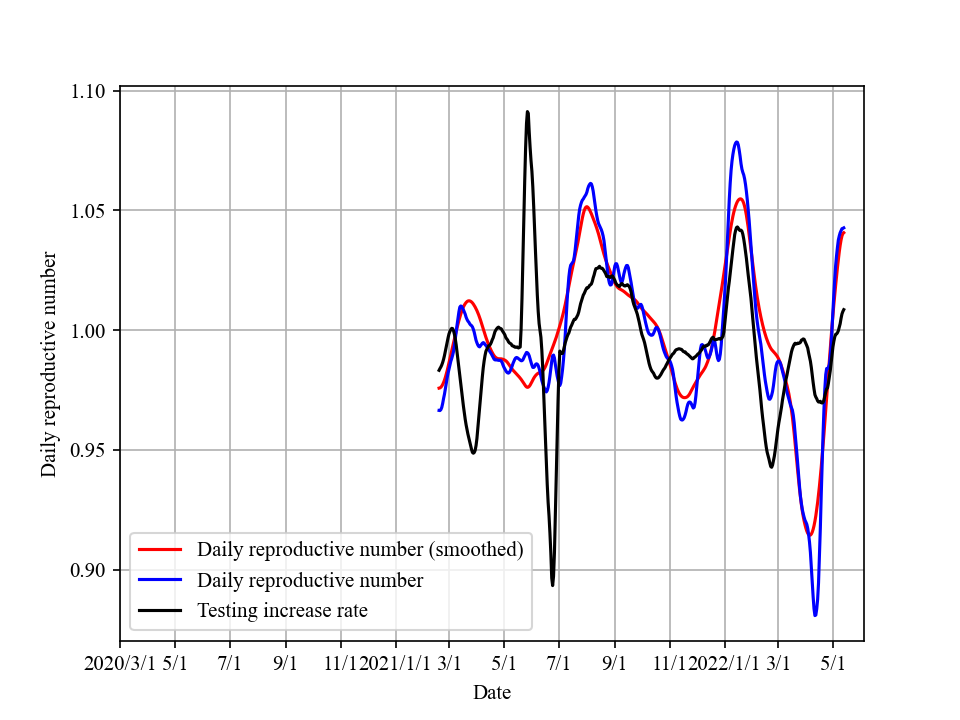 Daily reproductive number
1.10
1.05
1.00
0.95
0.90
Daily reproductive number (smoothed)
Daily reproductive number
Testing increase rate
2020/3/1 5/1 7/1 9/1 11/1 2021/1/1 3/1 5/1 7/1 9/1 11/1 2022/1/1 3/1 5/1
Date